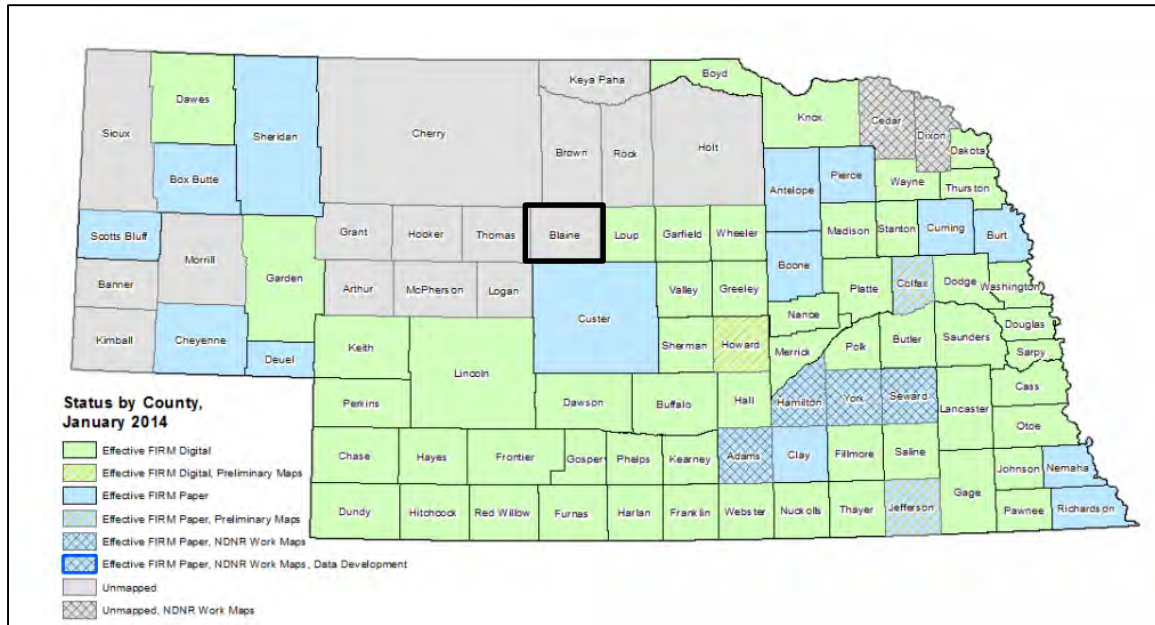 Keya Paha
Boyd
Dawes
Knox
Cedar
Sioux
Sheridan
Cherry
Dixon
Brown
Rock
Holt
Dakota
Box Butte
Pierce
Wayne
Antelope
Thurston
Scotts Bluff
Grant
Hooker
Thomas
Blaine
Loup
Garfield
Wheeler
Madison
Stanton
Cuming
Burt
Morrill
Garden
Boone
Banner
Arthur
McPherson
Logan
Valley
Greeley
Platte
Colfax
Dodge
Washington
Custer
Nance
Kimball
Cheyenne
Deuel
Keith
Sherman
Howard
Merrick
Polk
Butler
Saunders
Douglas
Sarpy
Lincoln
Perkins
Dawson
Buffalo
Hall
Hamilton
York
Seward
Lancaster
Cass
Otoe
Chase
Hayes
Frontier
Gosper
Phelps
Kearney
Adams
Clay
Fillmore
Saline
Johnson
Nemaha
Gage
Dundy
Hitchcock
Red Willow
Furnas
Harlan
Franklin
Webster
Nuckolls
Thayer
Jefferson
Pawnee
Richardson
Status by County,
January 2014
Effective FIRM Digital
Effective FIRM Digital, Preliminary Maps
Effective FIRM Paper
Effective FIRM Paper, Preliminary Maps
Effective FIRM Paper, NDNR Work Maps
Effective FIRM Paper, NDNR Work Maps, Data Development
Unmapped
Unmapped, NDNR Work Maps